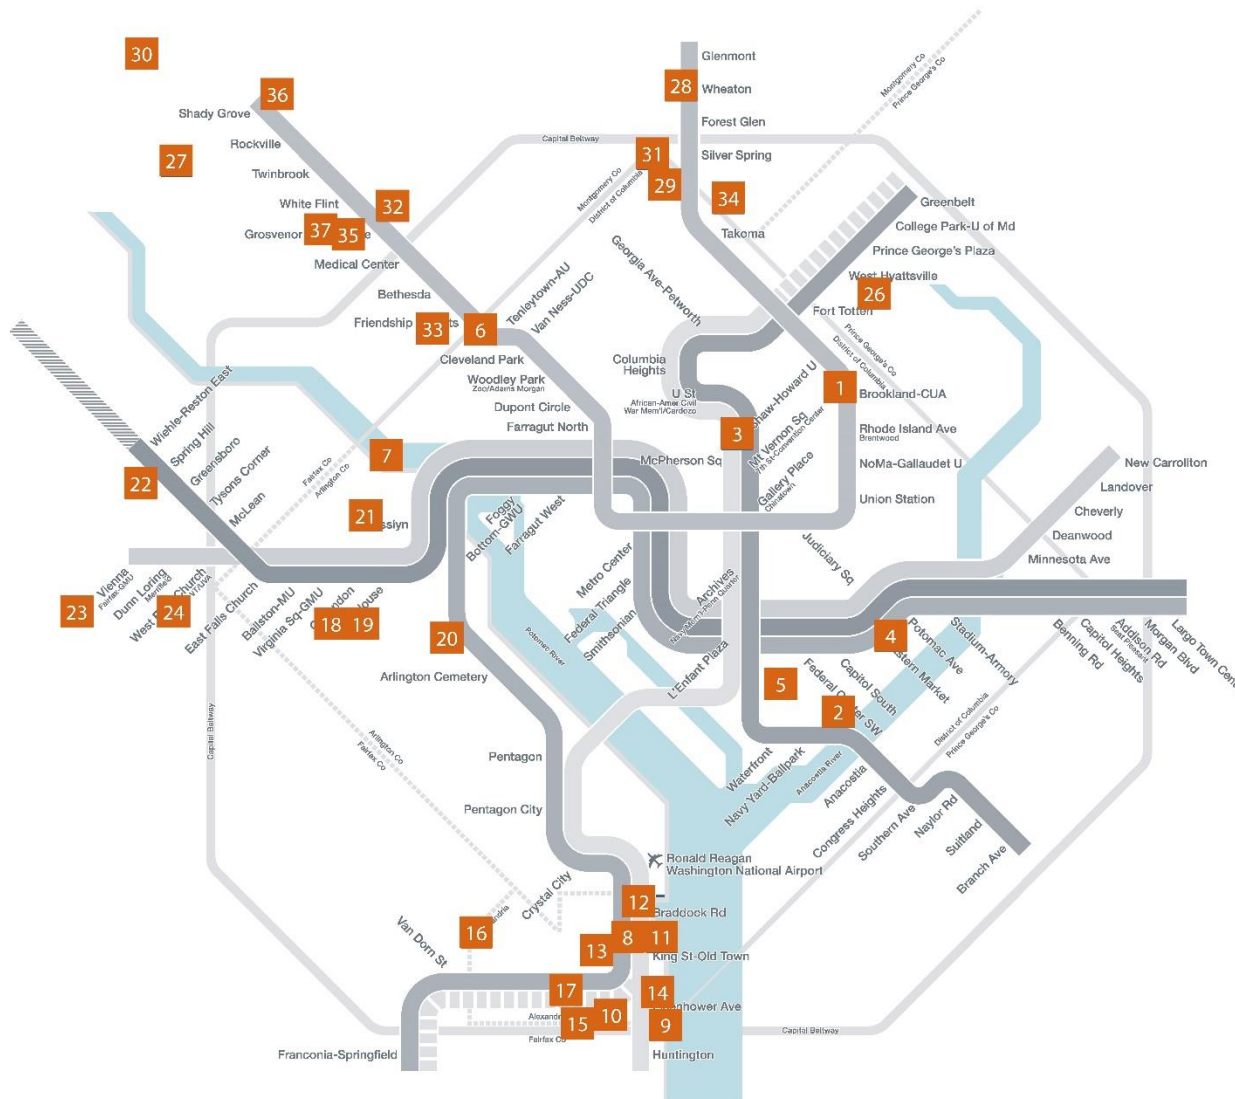 30
36
Shady Grove
Rockville
27
Twinbrook
White Flint
32
Grosvenor
37
35
Medical Center
Bethesda
Friendship
33
6
Tenleytown-AU
Van Ness-UDC
Cleveland Park
Woodley Park
Zoo/Adams Morgan
Dupont Circle
Farragut North
Glenmont
28
Wheaton
Forest Glen
Silver Spring
Capital Beltway
31
29
34
Takoma
Montgomery Co
District of Columbia
Montgomery Co
Prince George's Co
Greenbelt
College Park-U of Md
Prince George's Plaza
West Hyattsville
26
Fort Totten
Georgia Ave-Petworth
Prince George's Co
District of Columbia
Columbia
Heights
U St
African-Amer Civil
War Mem'l/Cardozo
Shaw-Howard U
3
Mt Vernon Sq
7th St-Convention Center
Gallery Place
Chinatown
1
Brookland-CUA
Rhode Island Ave
Brentwood
NoMa-Gallaudet U
Union Station
Judiciary Sq
McPherson Sq
Wiehle-Reston East
Spring Hill
Greensboro
Tysons Corner
McLean
22
7
21
Fairfax Co
Arlington Co
Foggy
Bottom-GWU
Farragut West
Metro Center
Federal Triangle
Smithsonian
Archives
Navy Mem'l-Penn Quarter
L'Enfant Plaza
New Carrollton
Landover
Cheverly
Deanwood
Minnesota Ave
Vienna
Fairfax-GMU
Dunn Loring
Merrifield
23
24
East Falls Church
Ballston-MU
Virginia Sq-GMU
18
19
20
Arlington Cemetery
Potomac River
4
5
2
Federal Center SW
Capitol South
Eastern Market
Potomac Ave
Stadium-Armory
Benning Rd
Capitol Heights
Addison Rd
Seat Pleasant
Morgan Blvd
Largo Town Cen
District of Columbia
Prince George's Co
Capital Beltway
Arlington Co
Fairfax Co
Pentagon
Pentagon City
Waterfront
Navy Yard-Ballpark
Anacostia River
Anacostia
Congress Heights
Southern Ave
Naylor Rd
Suitland
Branch Ave
Ronald Reagan
Washington National Airport
Crystal City
12
Braddock Rd
Van Dorn St
16
13
8
11
King St-Old Town
17
14
Eisenhower Ave
15
10
9
Fairfax Co
Capital Beltway
Franconia-Springfield
Huntington